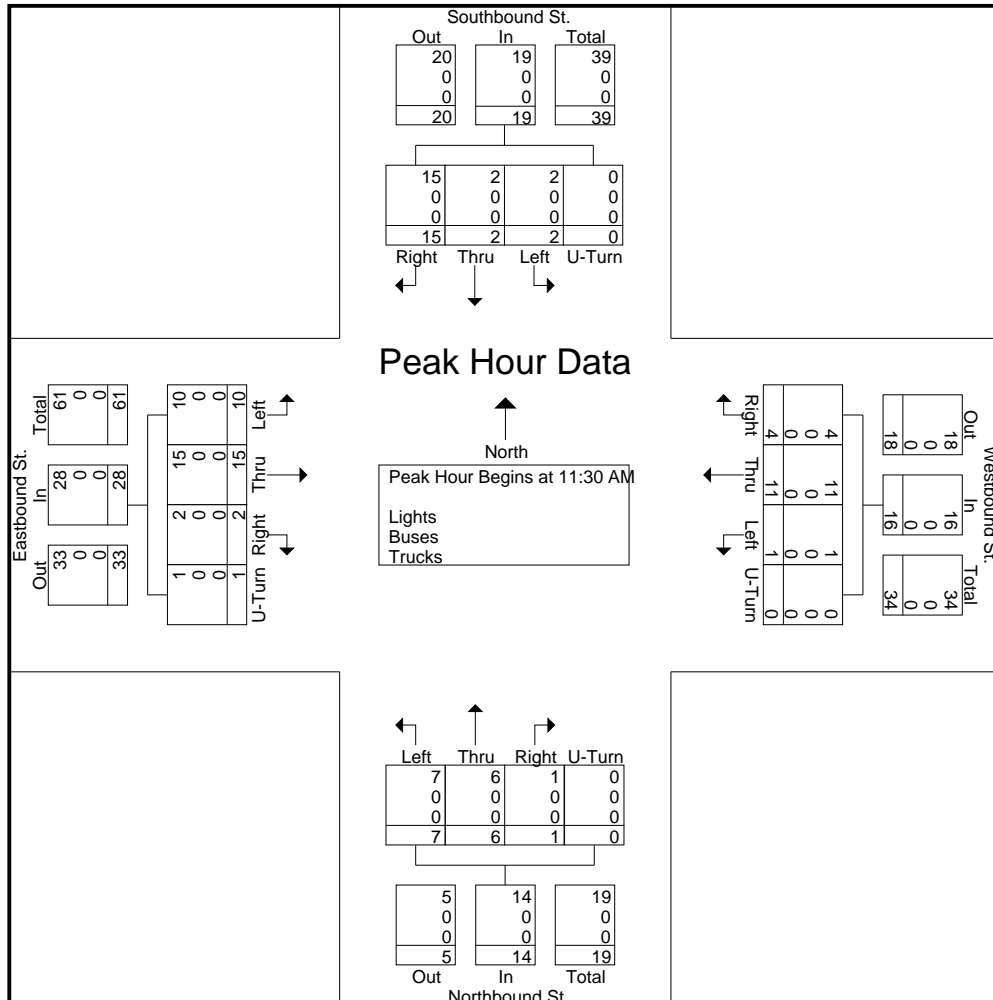 Southbound St.
Out In Total
20 19 39
0 0 0
0 0 0
20 19 39
15 2 2 0
0 0 0 0
0 0 0 0
15 2 2 0
Right Thru Left U-Turn
Peak Hour Data
North
Peak Hour Begins at 11:30 AM
Lights
Buses
Trucks
Eastbound St.
Out In Total
33 28 61
0 0 0
0 0 0
33 28 61
1 2 15 10
0 0 0 0
0 0 0 0
1 2 15 10
U-Turn Right Thru Left
Westbound St.
Out In Total
18 16 34
0 0 0
0 0 0
18 16 34
4 11 1 0
0 0 0 0
0 0 0 0
4 11 1 0
Right Thru Left U-Turn
Left Thru Right U-Turn
7 6 1 0
0 0 0 0
0 0 0 0
7 6 1 0
5 14 19
0 0 0
0 0 0
5 14 19
Out In Total
Northbound St.